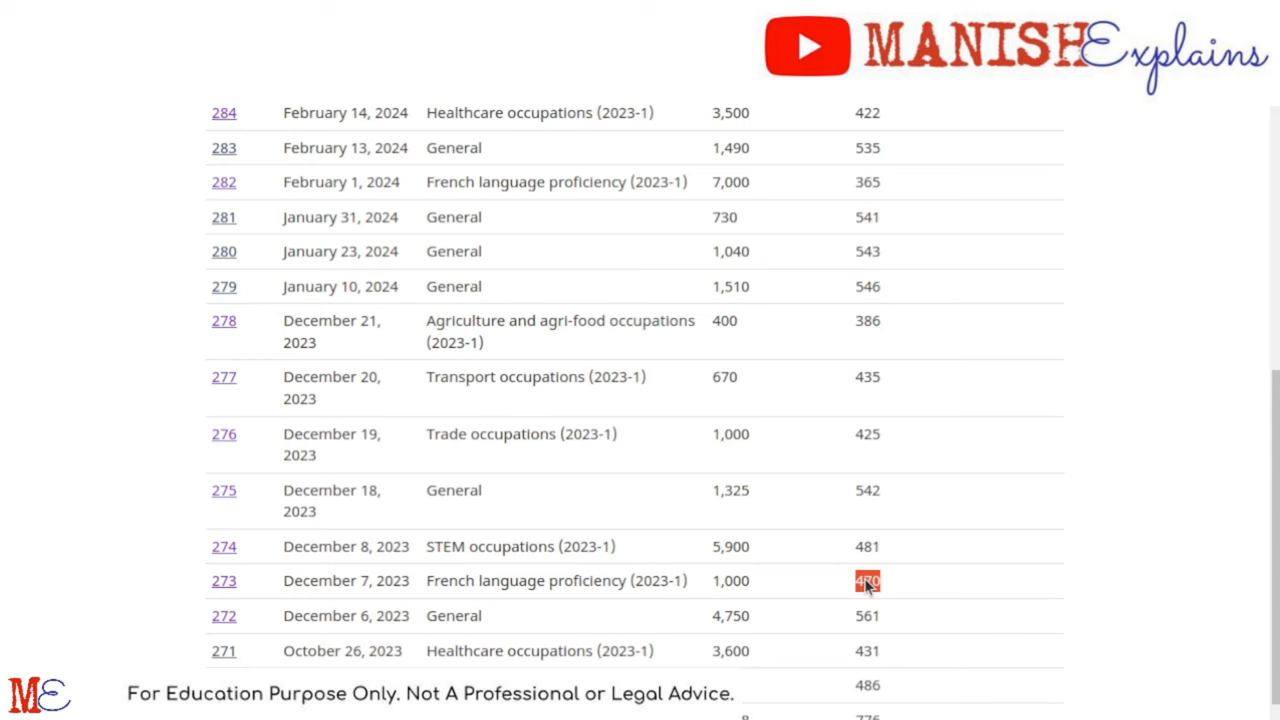 MANISH Explains
284 February 14, 2024 Healthcare occupations (2023-1) 3,500 422
283 February 13, 2024 General 1,490 535
282 February 1, 2024 French language proficiency (2023-1) 7,000 365
281 January 31, 2024 General 730 541
280 January 23, 2024 General 1,040 543
279 January 10, 2024 General 1,510 546
278 December 21, Agriculture and agri-food occupations 400 386
2023 (2023-1)
277 December 20, Transport occupations (2023-1) 670 435
2023
276 December 19, Trade occupations (2023-1) 1,000 425
2023
275 December 18, General 1,325 542
2023
274 December 8, 2023 STEM occupations (2023-1) 5,900 481
273 December 7, 2023 French language proficiency (2023-1) 1,000 470
272 December 6, 2023 General 4,750 561
271 October 26, 2023 Healthcare occupations (2023-1) 3,600 431
486
ME For Education Purpose Only. Not A Professional or Legal Advice.